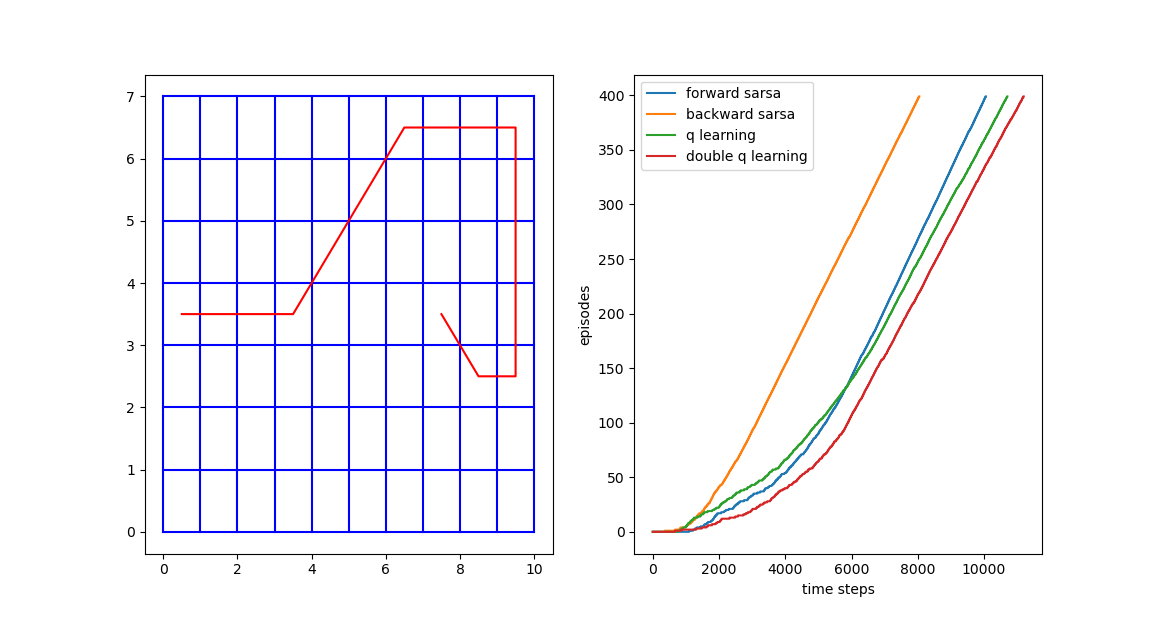 7
6
5
4
3
2
1
0
0 2 4 6 8 10
forward sarsa
backward sarsa
q learning
double q learning
400
350
300
250
200
150
100
50
0
episodes
0 2000 4000 6000 8000 10000
time steps